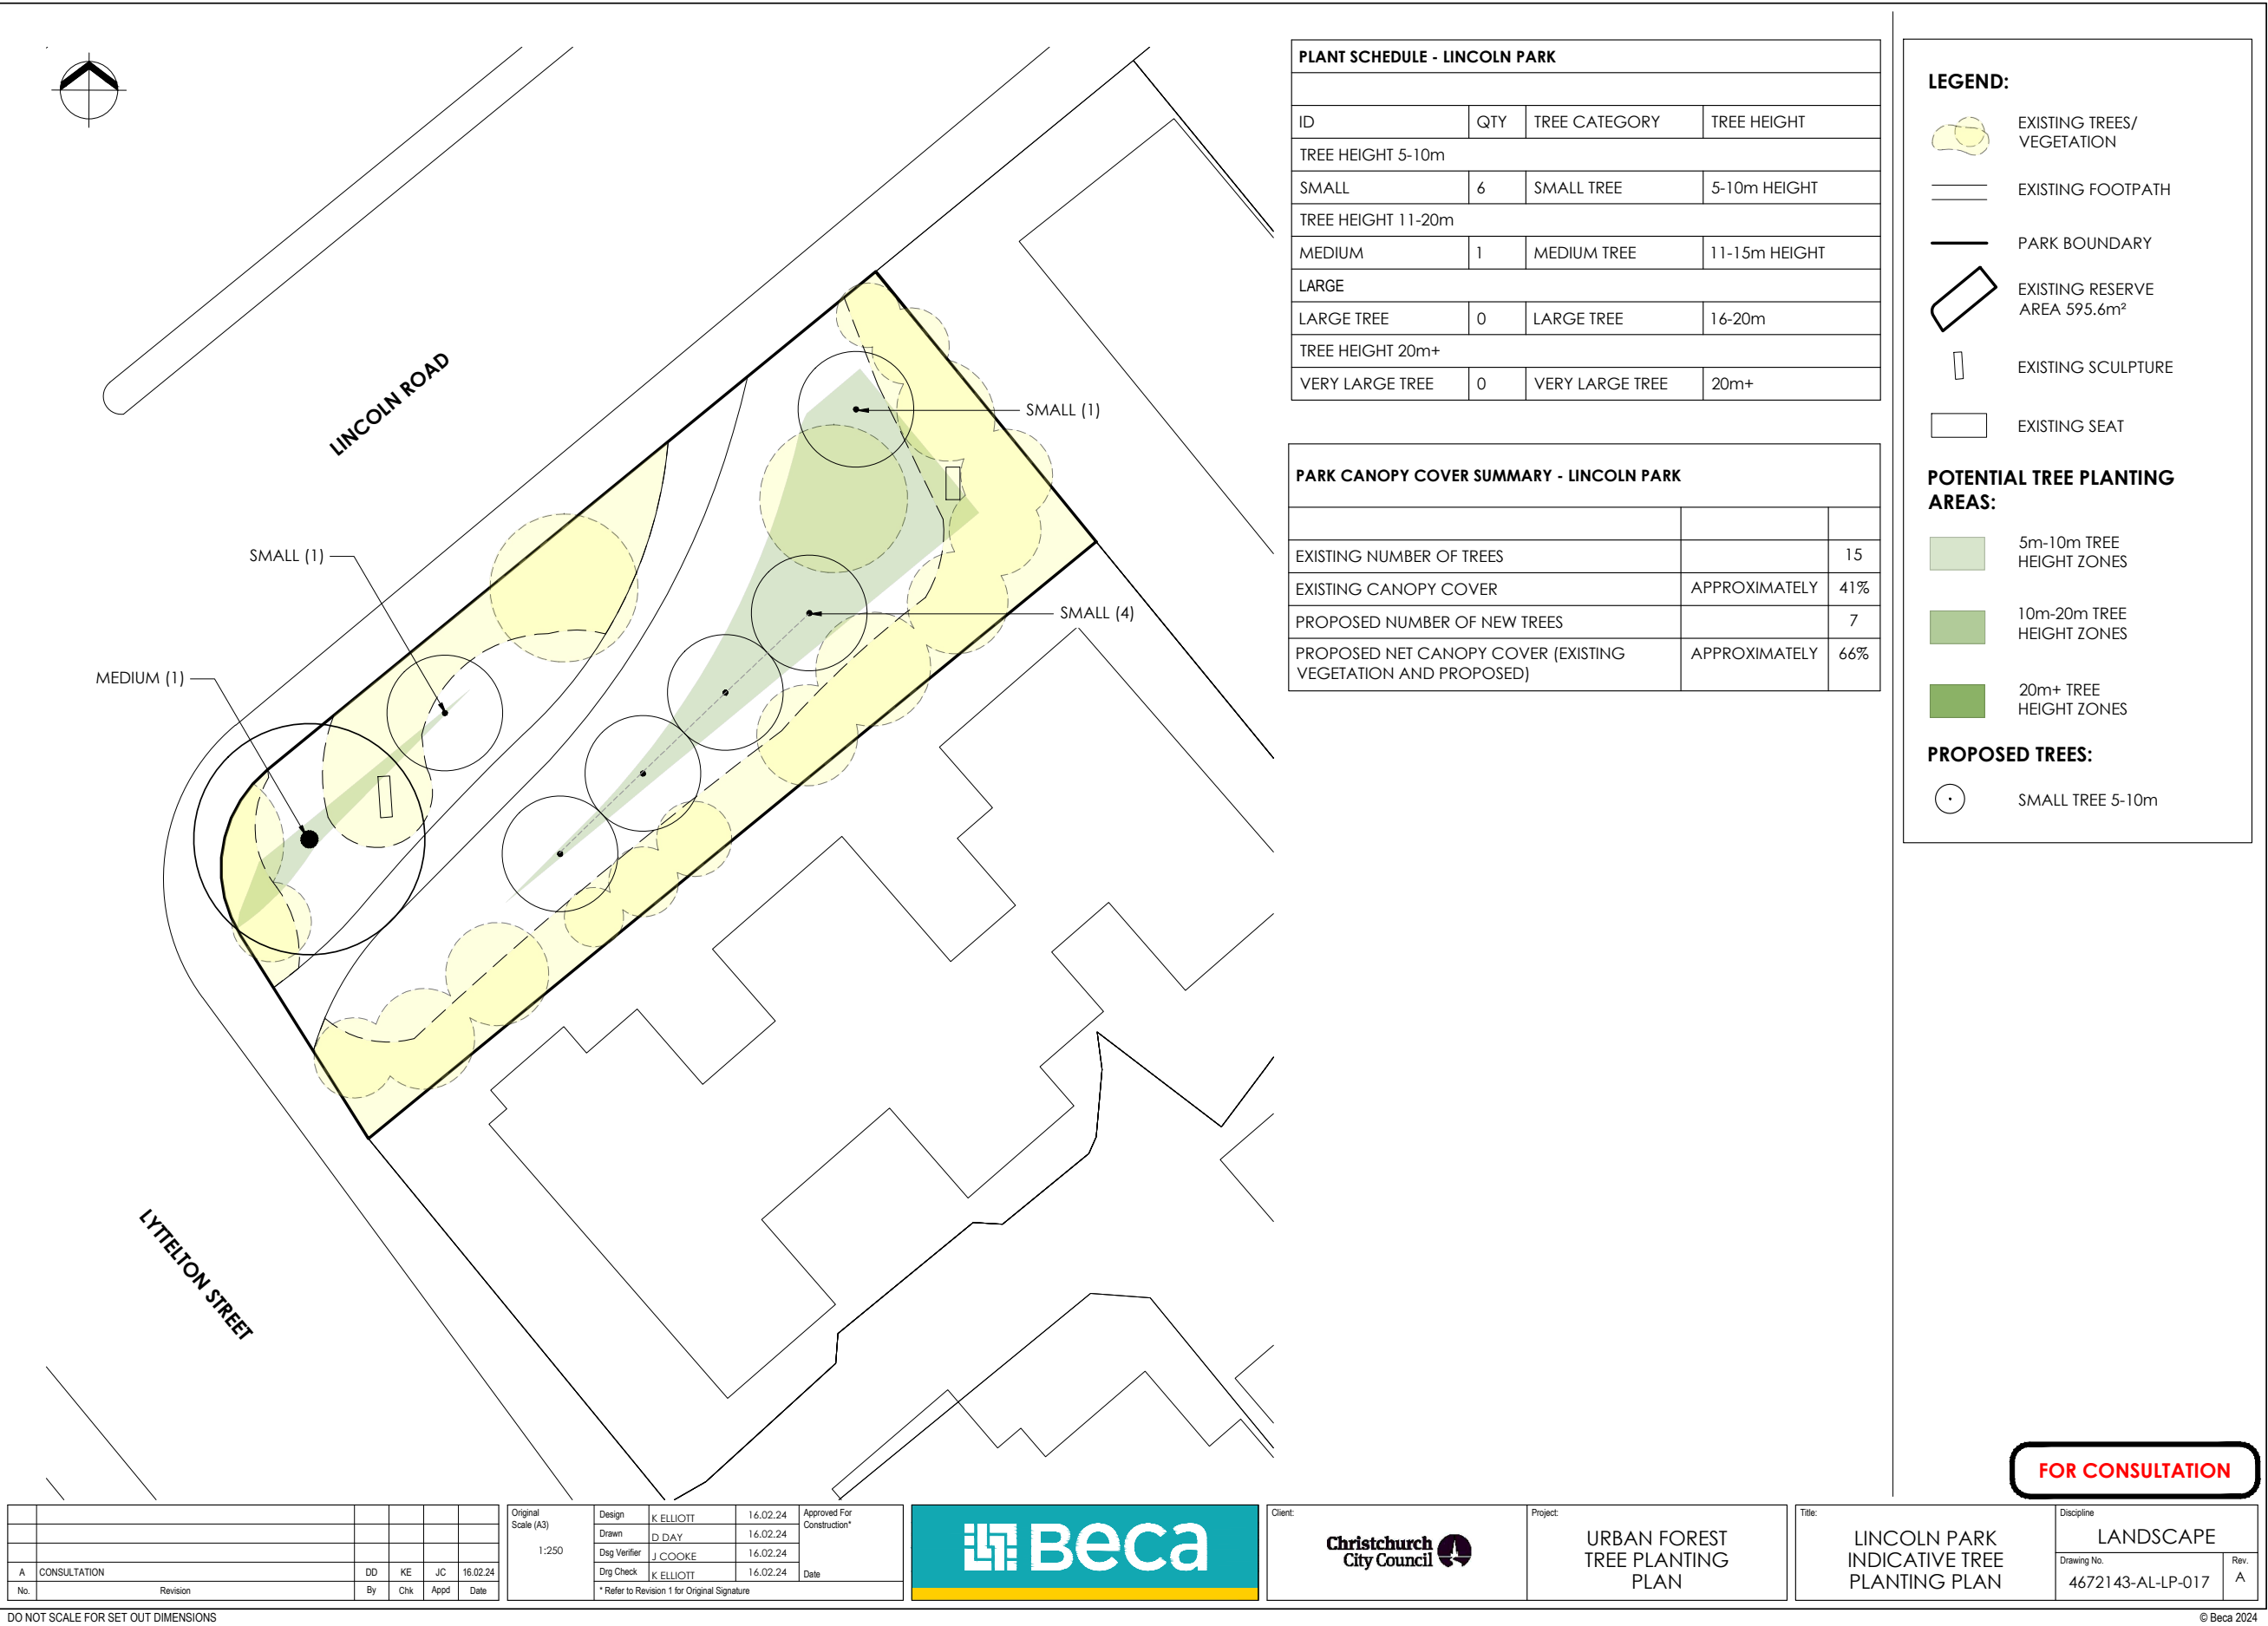 LINCOLN ROAD
SMALL (1)
SMALL (1)
SMALL (4)
MEDIUM (1)
LYTTELTON STREET
PLANT SCHEDULE - LINCOLN PARK
ID QTY TREE CATEGORY TREE HEIGHT
TREE HEIGHT 5-10m
SMALL 6 SMALL TREE 5-10m HEIGHT
TREE HEIGHT 11-20m
MEDIUM 1 MEDIUM TREE 11-15m HEIGHT
LARGE
LARGE TREE 0 LARGE TREE 16-20m
TREE HEIGHT 20m+
VERY LARGE TREE 0 VERY LARGE TREE 20m+
PARK CANOPY COVER SUMMARY - LINCOLN PARK
EXISTING NUMBER OF TREES 15
EXISTING CANOPY COVER APPROXIMATELY 41%
PROPOSED NUMBER OF NEW TREES 7
PROPOSED NET CANOPY COVER (EXISTING APPROXIMATELY 66%
VEGETATION AND PROPOSED)
LEGEND:
EXISTING TREES/
VEGETATION
EXISTING FOOTPATH
PARK BOUNDARY
EXISTING RESERVE
AREA 595.6m²
EXISTING SCULPTURE
EXISTING SEAT
POTENTIAL TREE PLANTING
AREAS:
5m-10m TREE
HEIGHT ZONES
10m-20m TREE
HEIGHT ZONES
20m+ TREE
HEIGHT ZONES
PROPOSED TREES:
SMALL TREE 5-10m
FOR CONSULTATION
A CONSULTATION DD KE JC 16.02.24
No. Revision By Chk Appd Date
Original
Scale (A3)
1:250
Design K ELLIOTT 16.02.24
Drawn D DAY 16.02.24
Dsg Verifier J COOKE 16.02.24
Drg Check K ELLIOTT 16.02.24
* Refer to Revision 1 for Original Signature
Approved For
Construction*
Date
Beca
Client:
Christchurch
City Council
Project:
URBAN FOREST
TREE PLANTING
PLAN
Title:
LINCOLN PARK
INDICATIVE TREE
PLANTING PLAN
Discipline
LANDSCAPE
Drawing No.
4672143-AL-LP-017
Rev.
A
DO NOT SCALE FOR SET OUT DIMENSIONS
© Beca 2024